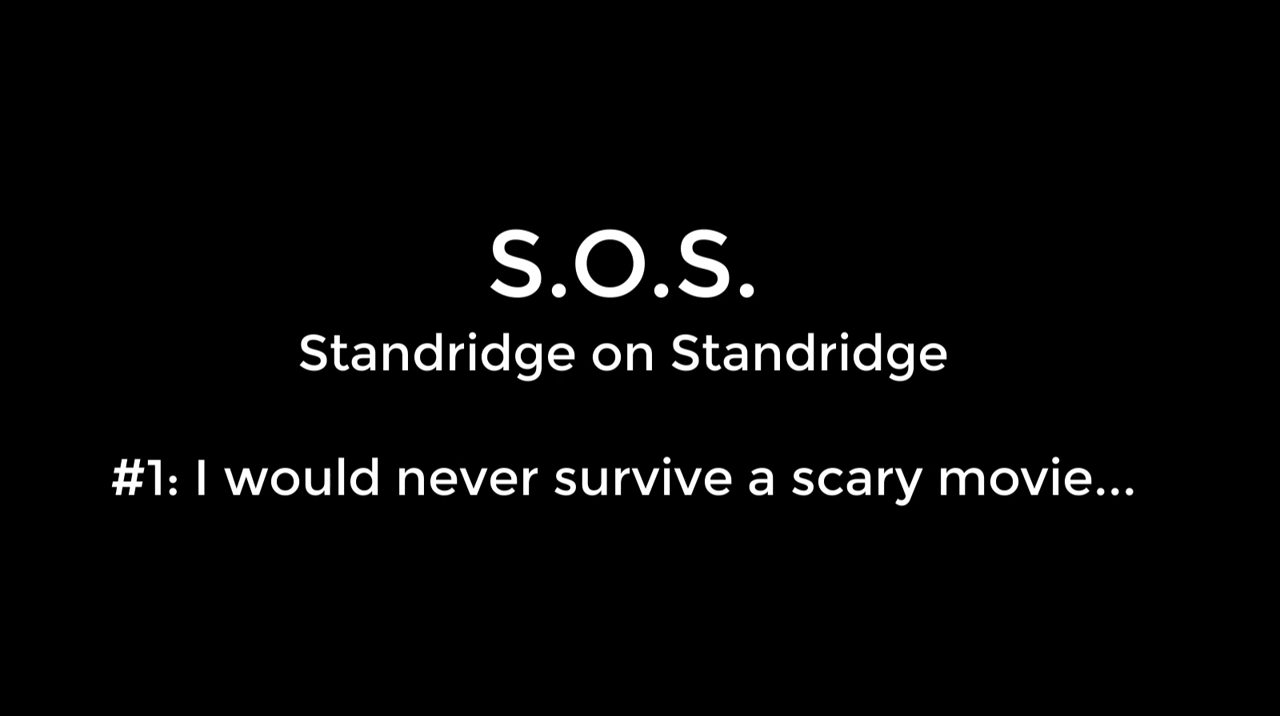 S.O.S.
Standridge on Standridge
#1: I would never survive a scary movie...